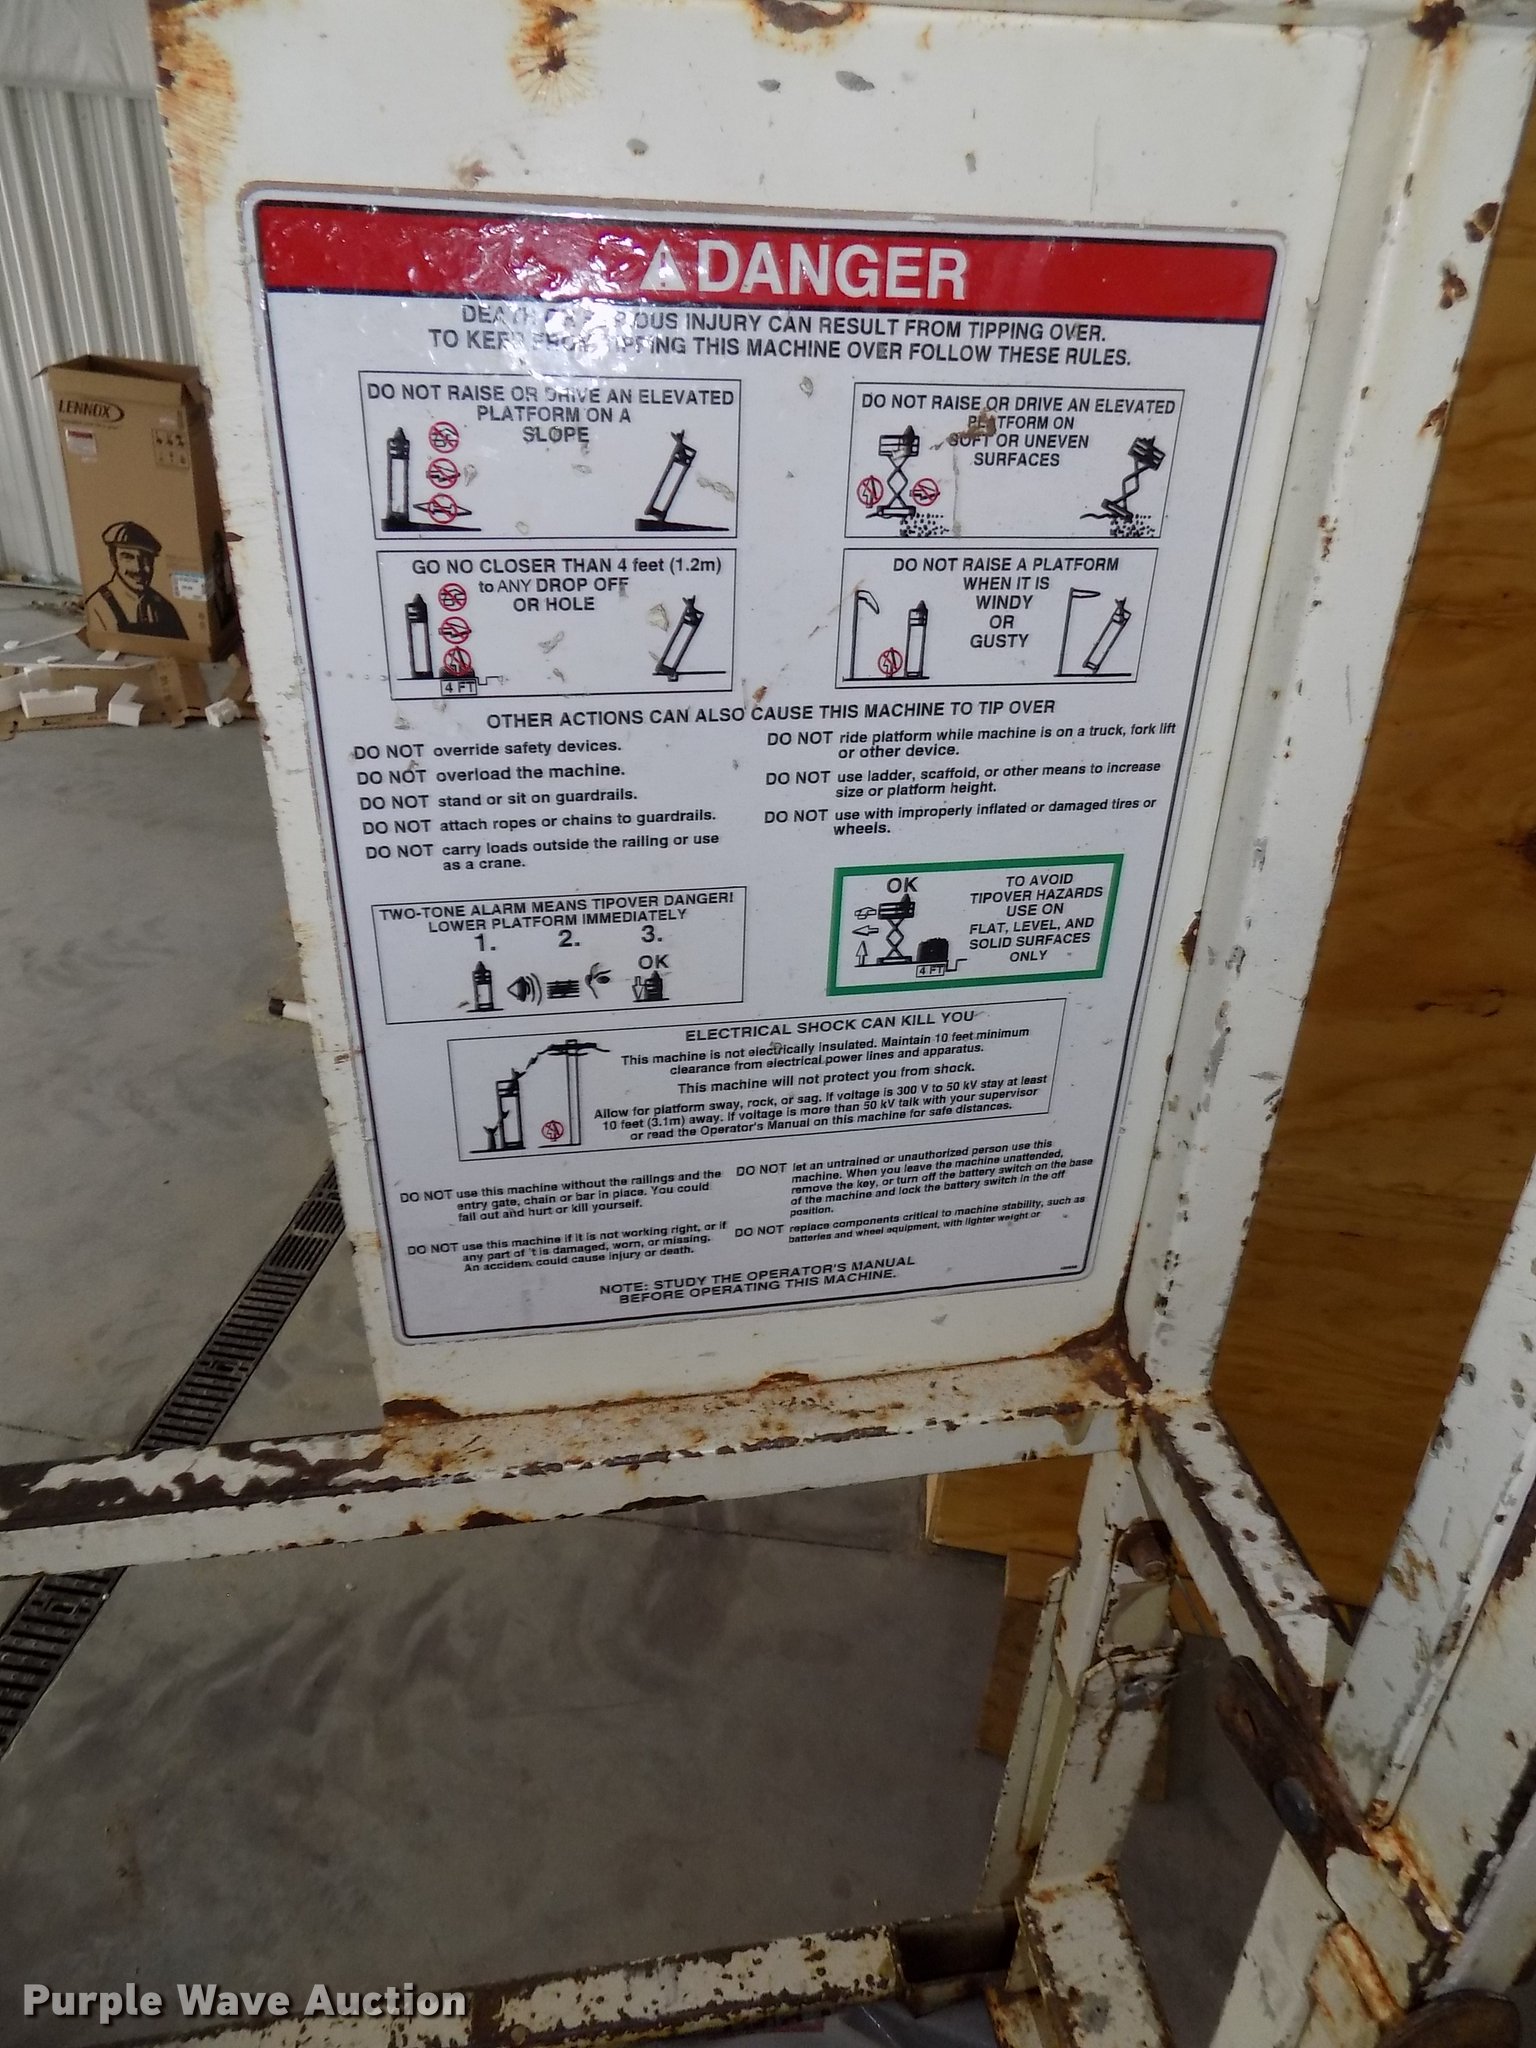 LENNOX
DANGER
DEATH OR SERIOUS INJURY CAN RESULT FROM TIPPING OVER.
TO KEEP FROM TIPPING THIS MACHINE OVER FOLLOW THESE RULES.
DO NOT RAISE OR DRIVE AN ELEVATED
PLATFORM ON A
SLOPE
DO NOT RAISE OR DRIVE AN ELEVATED
PLATFORM ON
SOFT OR UNEVEN
SURFACES
GO NO CLOSER THAN 4 feet (1.2m)
to ANY DROP OFF
OR HOLE
4 FT
DO NOT RAISE A PLATFORM
WHEN IT IS
WINDY
OR
GUSTY
OTHER ACTIONS CAN ALSO CAUSE THIS MACHINE TO TIP OVER
DO NOT override safety devices.
DO NOT overload the machine.
DO NOT stand or sit on guardrails.
DO NOT attach ropes or chains to guardrails.
DO NOT carry loads outside the railing or use
as a crane.
DO NOT ride platform while machine is on a truck, fork lift
or other device.
DO NOT use ladder, scaffold, or other means to increase
size or platform height.
DO NOT use with improperly inflated or damaged tires or
wheels.
TWO-TONE ALARM MEANS TIPOVER DANGER!
LOWER PLATFORM IMMEDIATELY
1. 2. 3.
OK
OK
4 FT
TO AVOID
TIPOVER HAZARDS
USE ON
FLAT, LEVEL, AND
SOLID SURFACES
ONLY
ELECTRICAL SHOCK CAN KILL YOU
This machine is not electrically insulated. Maintain 10 feet minimum
clearance from electrical power lines and apparatus.
This machine will not protect you from shock.
Allow for platform sway, rock, or sag. If voltage is 300 V to 50 kV stay at least
10 feet (3.1m) away. If voltage is more than 50 kV talk with your supervisor
or read the Operator's Manual on this machine for safe distances.
DO NOT use this machine without the railings and the
entry gate, chain or bar in place. You could
fall out and hurt or kill yourself.
DO NOT use this machine if it is not working right, or if
any part of it is damaged, worn, or missing.
An accident could cause injury or death.
DO NOT let an untrained or unauthorized person use this
machine. When you leave the machine unattended,
remove the key, or turn off the battery switch on the base
of the machine and lock the battery switch in the off
position.
DO NOT replace components critical to machine stability, such as
batteries and wheel equipment, with lighter weight or
NOTE: STUDY THE OPERATOR'S MANUAL
BEFORE OPERATING THIS MACHINE.
Purple Wave Auction